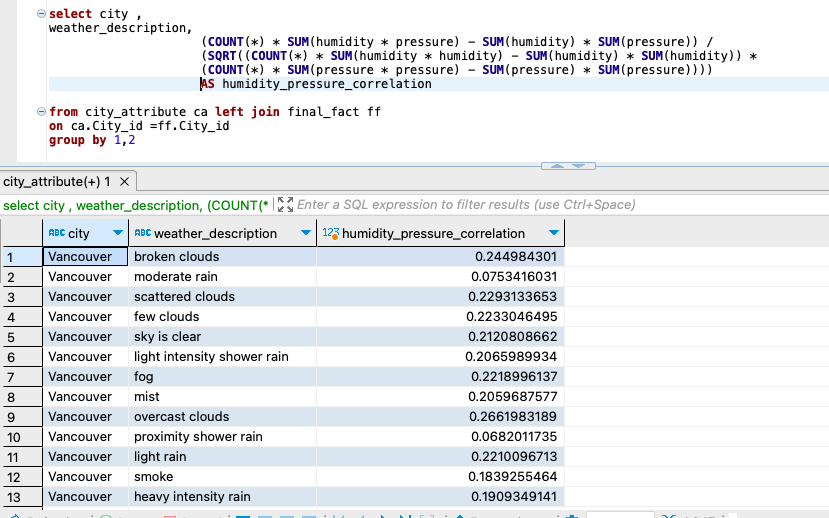 select city ,
weather_description,
(COUNT(*) * SUM(humidity * pressure) - SUM(humidity) * SUM(pressure)) /
(SQRT((COUNT(*) * SUM(humidity * humidity) - SUM(humidity) * SUM(humidity)) *
(COUNT(*) * SUM(pressure * pressure) - SUM(pressure) * SUM(pressure))))
AS humidity_pressure_correlation
from city_attribute ca left join final_fact ff
on ca.City_id =ff.City_id
group by 1,2
city_attribute(+) 1
select city , weather_description, (COUNT(* Enter a SQL expression to filter results (use Ctrl+Space)
ABC city ABC weather_description 123 humidity_pressure_correlation
1 Vancouver broken clouds 0.244984301
2 Vancouver moderate rain 0.0753416031
3 Vancouver scattered clouds 0.2293133653
4 Vancouver few clouds 0.2233046495
5 Vancouver sky is clear 0.2120808662
6 Vancouver light intensity shower rain 0.2065989934
7 Vancouver fog 0.2218996137
8 Vancouver mist 0.2059687577
9 Vancouver overcast clouds 0.2661983189
10 Vancouver proximity shower rain 0.0682011735
11 Vancouver light rain 0.2210096713
12 Vancouver smoke 0.1839255464
13 Vancouver heavy intensity rain 0.1909349141